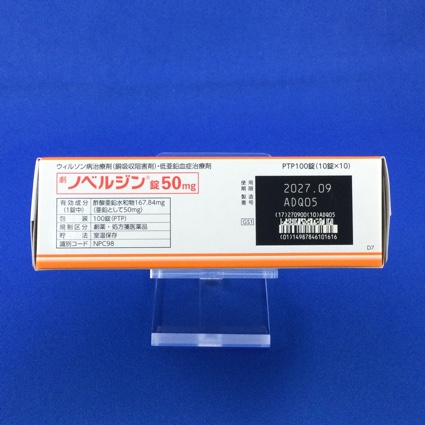 ウィルソン病治療剤(銅吸収阻害剤)・低亜鉛血症治療剤
PTP100錠(10錠×10)
劇 ノベルジン®錠50mg
有効成分(1錠中) 酢酸亜鉛水和物167.84mg(亜鉛として50mg)
包装 100錠(PTP)
規制区分 劇薬・処方箋医薬品
貯法 室温保存
識別コード NPC98
使用期限 2027.09
製造番号 ADQ05
GS1 (17)270900(10)ADQ05
(01)14987846101616
D7